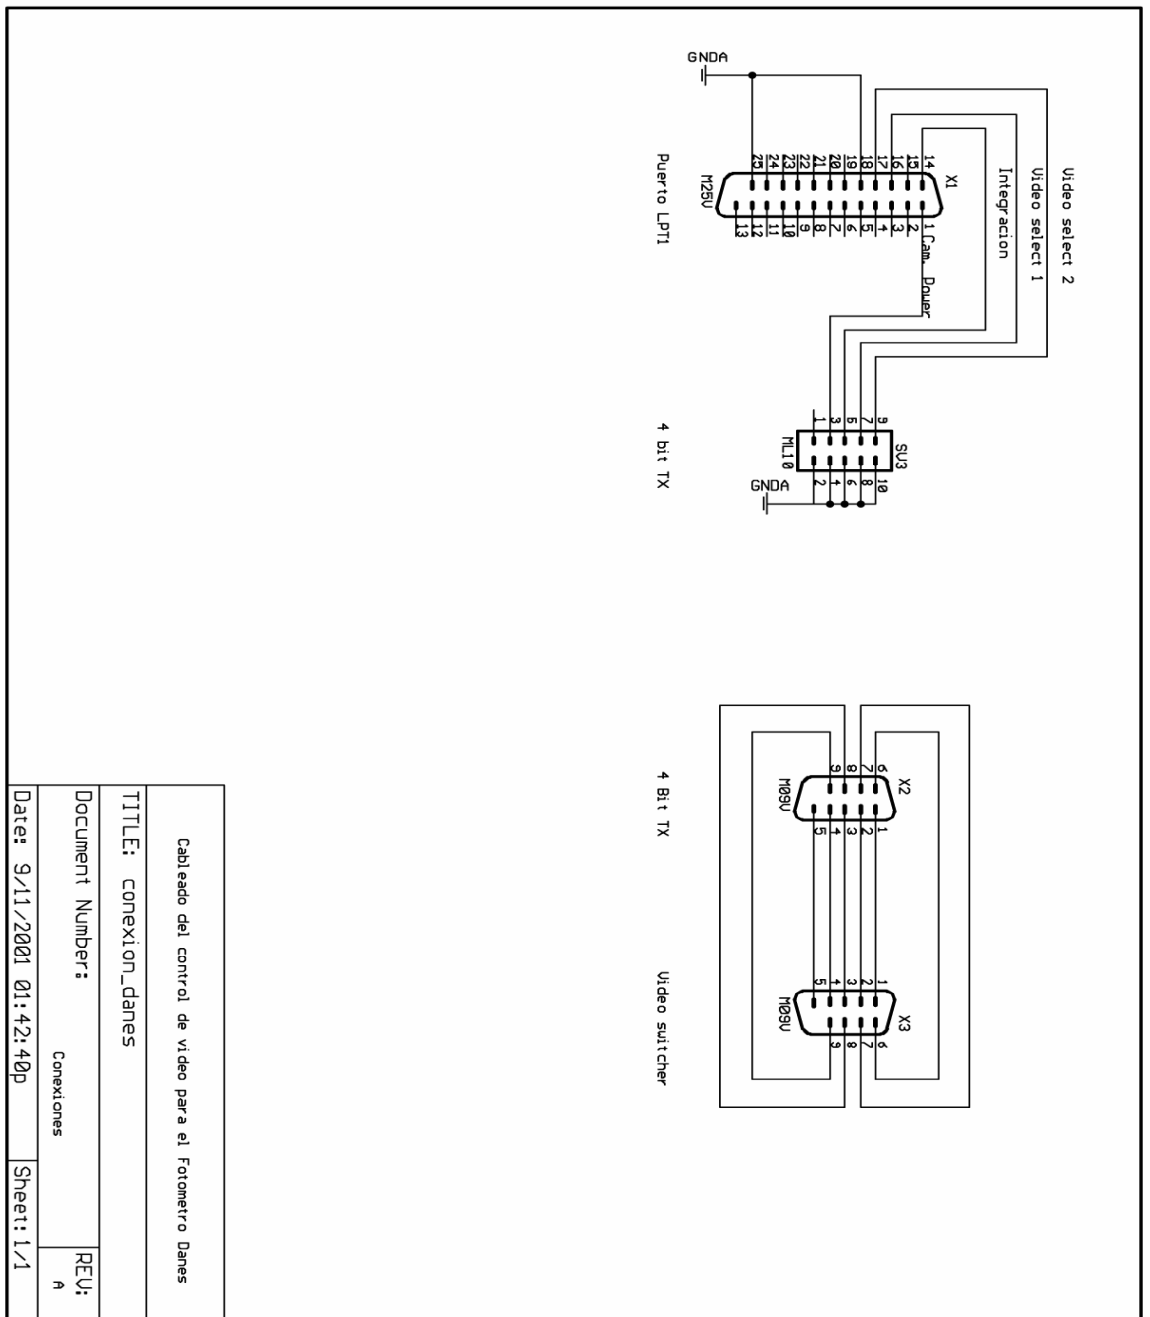 GNDA
Video select 2
Video select 1
Integracion
25 24 23 22 21 20 19 18 17 16 15 14
X1
M25V
13 12 11 10 9 8 7 6 5 4 3 2 1
Puerto LPT1
Cam. Power
1 3 5 7 9
SV3
ML10
2 4 6 8 10
GNDA
4 bit TX
9 8 7 6
X2
M09V
5 4 3 2 1
4 Bit TX
5 4 3 2 1
X3
M09V
9 8 7 6
Video switcher
Cableado del control de video para el Fotometro Danes
TITLE: conexion_danes
Document Number:
Conexiones
REV:
A
Date: 9/11/2001 01:42:40p
Sheet: 1/1